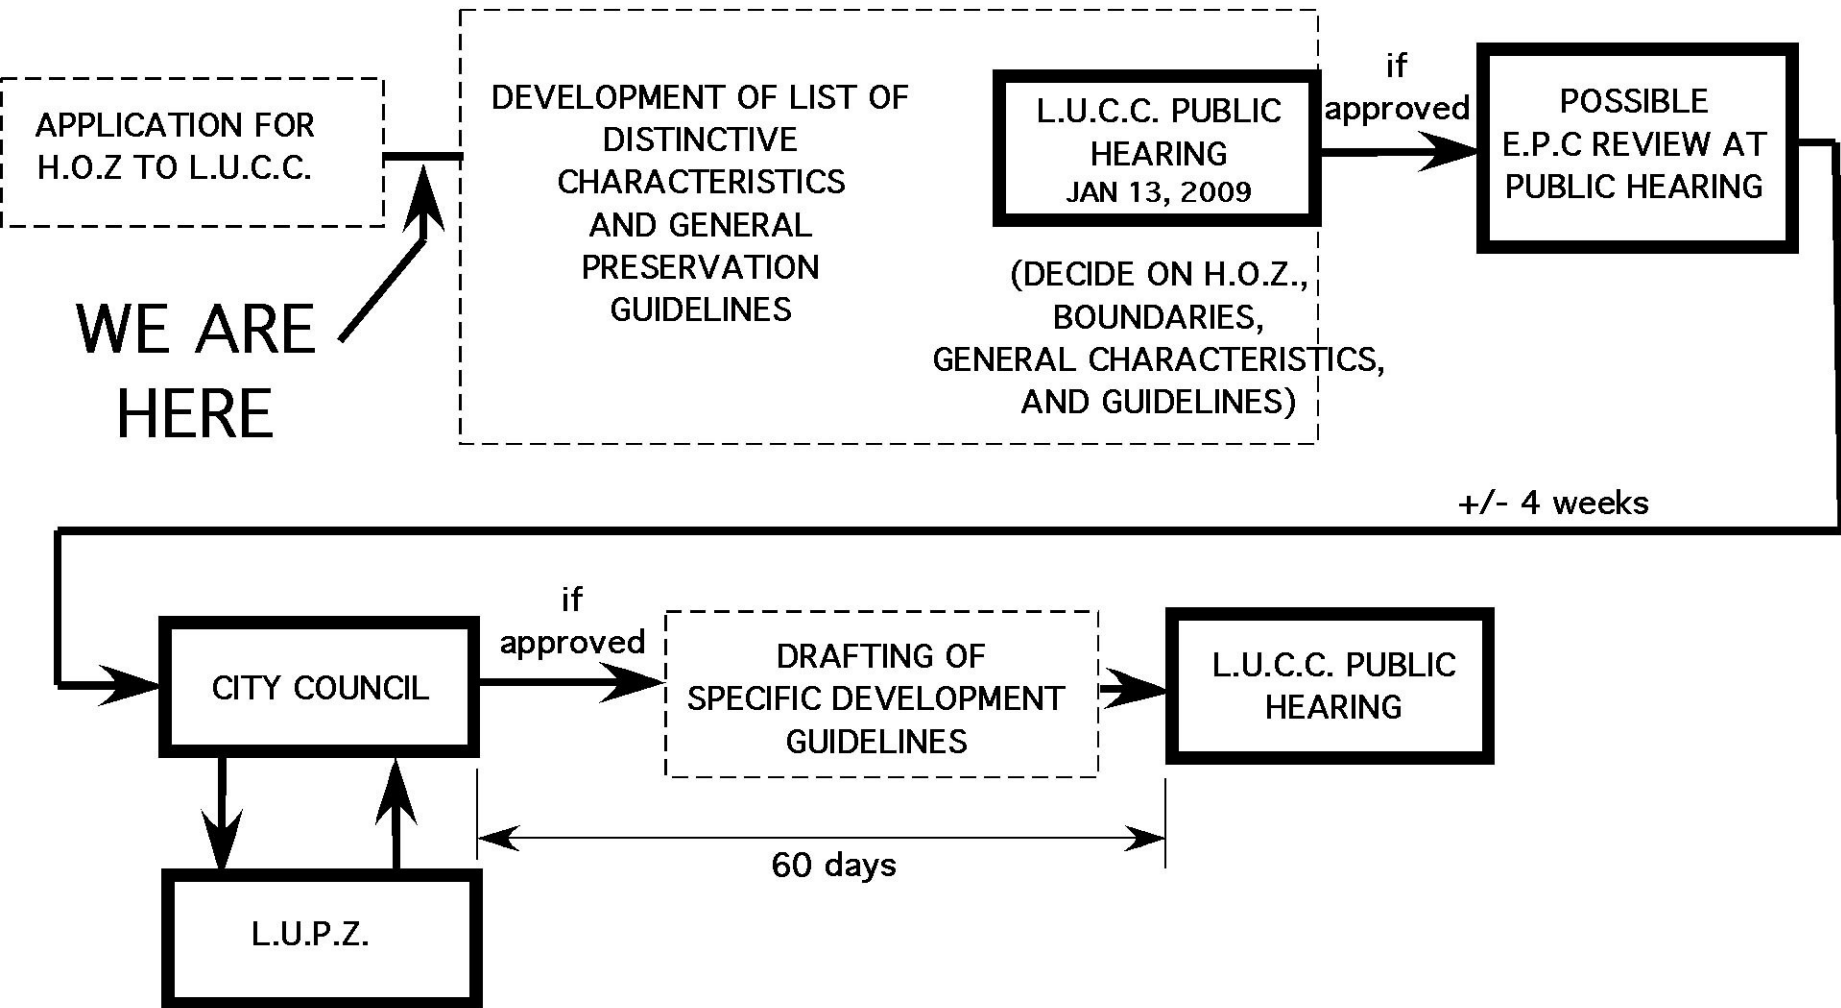 APPLICATION FOR
H.O.Z TO L.U.C.C.
WE ARE
HERE
DEVELOPMENT OF LIST OF
DISTINCTIVE
CHARACTERISTICS
AND GENERAL
PRESERVATION
GUIDELINES
L.U.C.C. PUBLIC
HEARING
JAN 13, 2009
(DECIDE ON H.O.Z.,
BOUNDARIES,
GENERAL CHARACTERISTICS,
AND GUIDELINES)
if
approved
POSSIBLE
E.P.C REVIEW AT
PUBLIC HEARING
+/- 4 weeks
CITY COUNCIL
if
approved
DRAFTING OF
SPECIFIC DEVELOPMENT
GUIDELINES
L.U.C.C. PUBLIC
HEARING
60 days
L.U.P.Z.